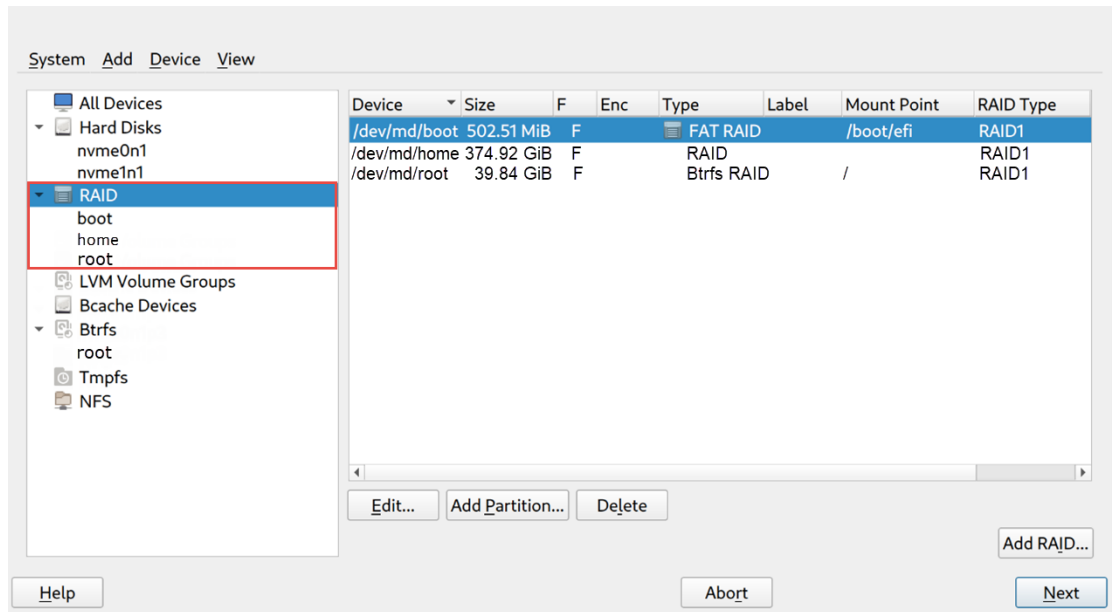 System Add Device View
All Devices
Hard Disks
nvme0n1
nvme1n1
RAID
boot
home
root
LVM Volume Groups
Bcache Devices
Btrfs
root
Tmpfs
NFS
Device Size F Enc Type Label Mount Point RAID Type
/dev/md/boot 502.51 MiB F FAT RAID /boot/efi RAID1
/dev/md/home 374.92 GiB F RAID RAID1
/dev/md/root 39.84 GiB F Btrfs RAID / RAID1
Edit... Add Partition... Delete
Add RAID...
Help Abort Next